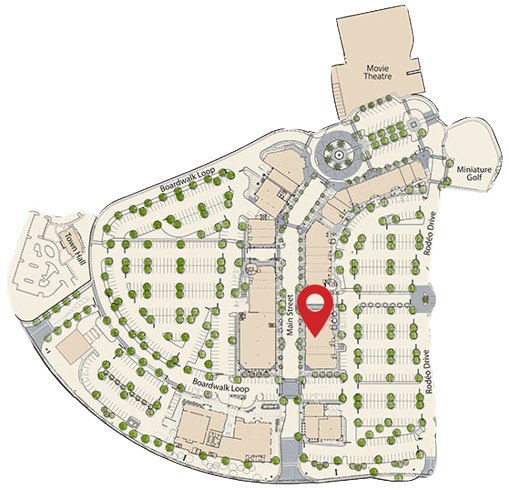 Movie
Theatre
Miniature
Golf
Boardwalk Loop
Rodeo Drive
Town Hall
Main Street
Rodeo Drive
Boardwalk Loop